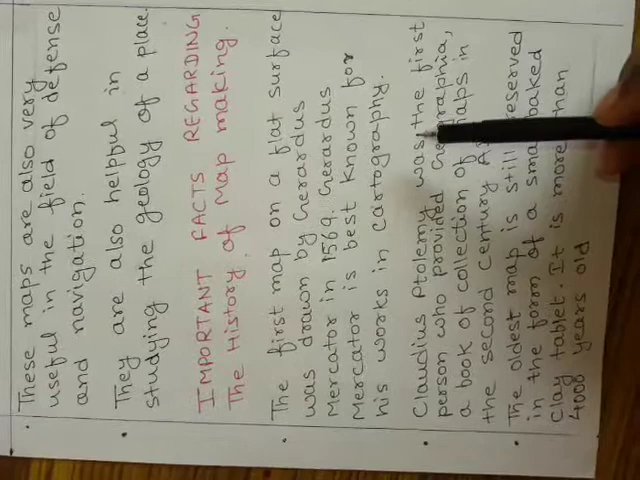 These maps are also very
useful in the field of defense
and navigation.
They are also helpful in
studying the geology of a place.
IMPORTANT FACTS REGARDING
The History of Map making.
The first map on a flat surface
was drawn by Gerardus
Mercator in 1569. Gerardus
Mercator is best known for
his works in cartography.
Claudius Ptolemy was the first
person who provided
a book of collection of maps in
the second century
The oldest map is still reserved
in the form of a small baked
clay tablet. It is more than
4000 years old